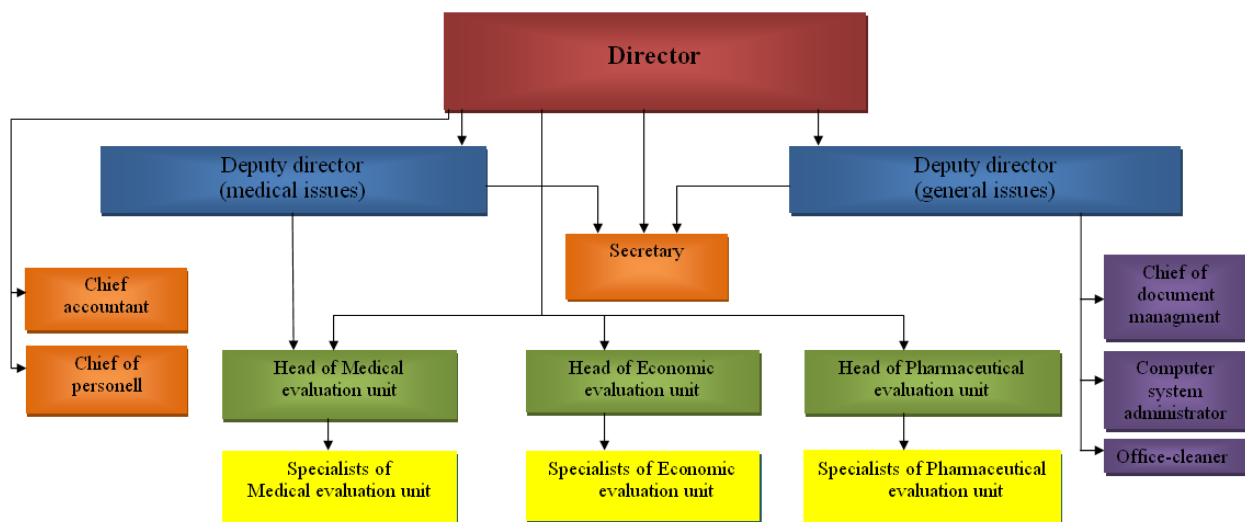 Director
Deputy director
(medical issues)
Deputy director
(general issues)
Secretary
Chief
accountant
Chief of
personell
Chief of
document
managment
Computer
system
administrator
Office-cleaner
Head of Medical
evaluation unit
Head of Economic
evaluation unit
Head of Pharmaceutical
evaluation unit
Specialists of
Medical evaluation unit
Specialists of Economic
evaluation unit
Specialists of Pharmaceutical
evaluation unit